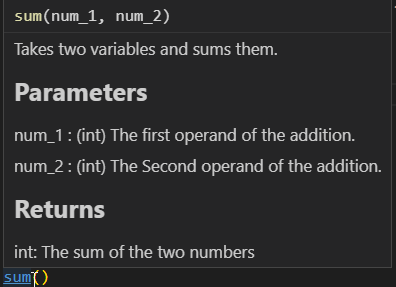 sum(num_1, num_2)
Takes two variables and sums them.
Parameters
num_1 : (int) The first operand of the addition.
num_2 : (int) The Second operand of the addition.
Returns
int: The sum of the two numbers
sum()